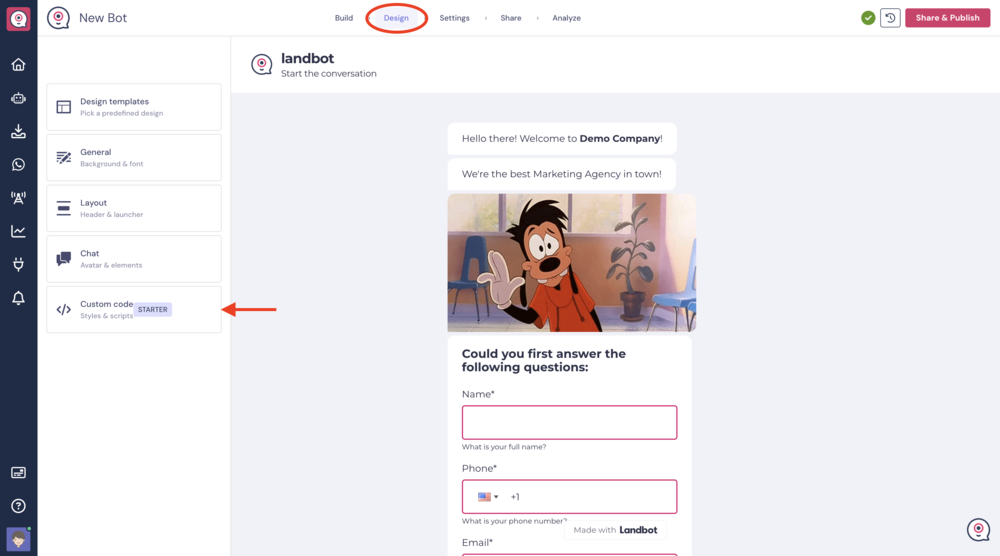 New Bot
Build
Design
Settings
Share
Analyze
Share & Publish
Design templates
Pick a predefined design
General
Background & font
Layout
Header & launcher
Chat
Avatar & elements
Custom code
Styles & scripts
STARTER
landbot
Start the conversation
Hello there! Welcome to Demo Company!
We're the best Marketing Agency in town!
Could you first answer the
following questions:
Name*
What is your full name?
Phone*
+1
What is your phone number?
Made with Landbot
Email*